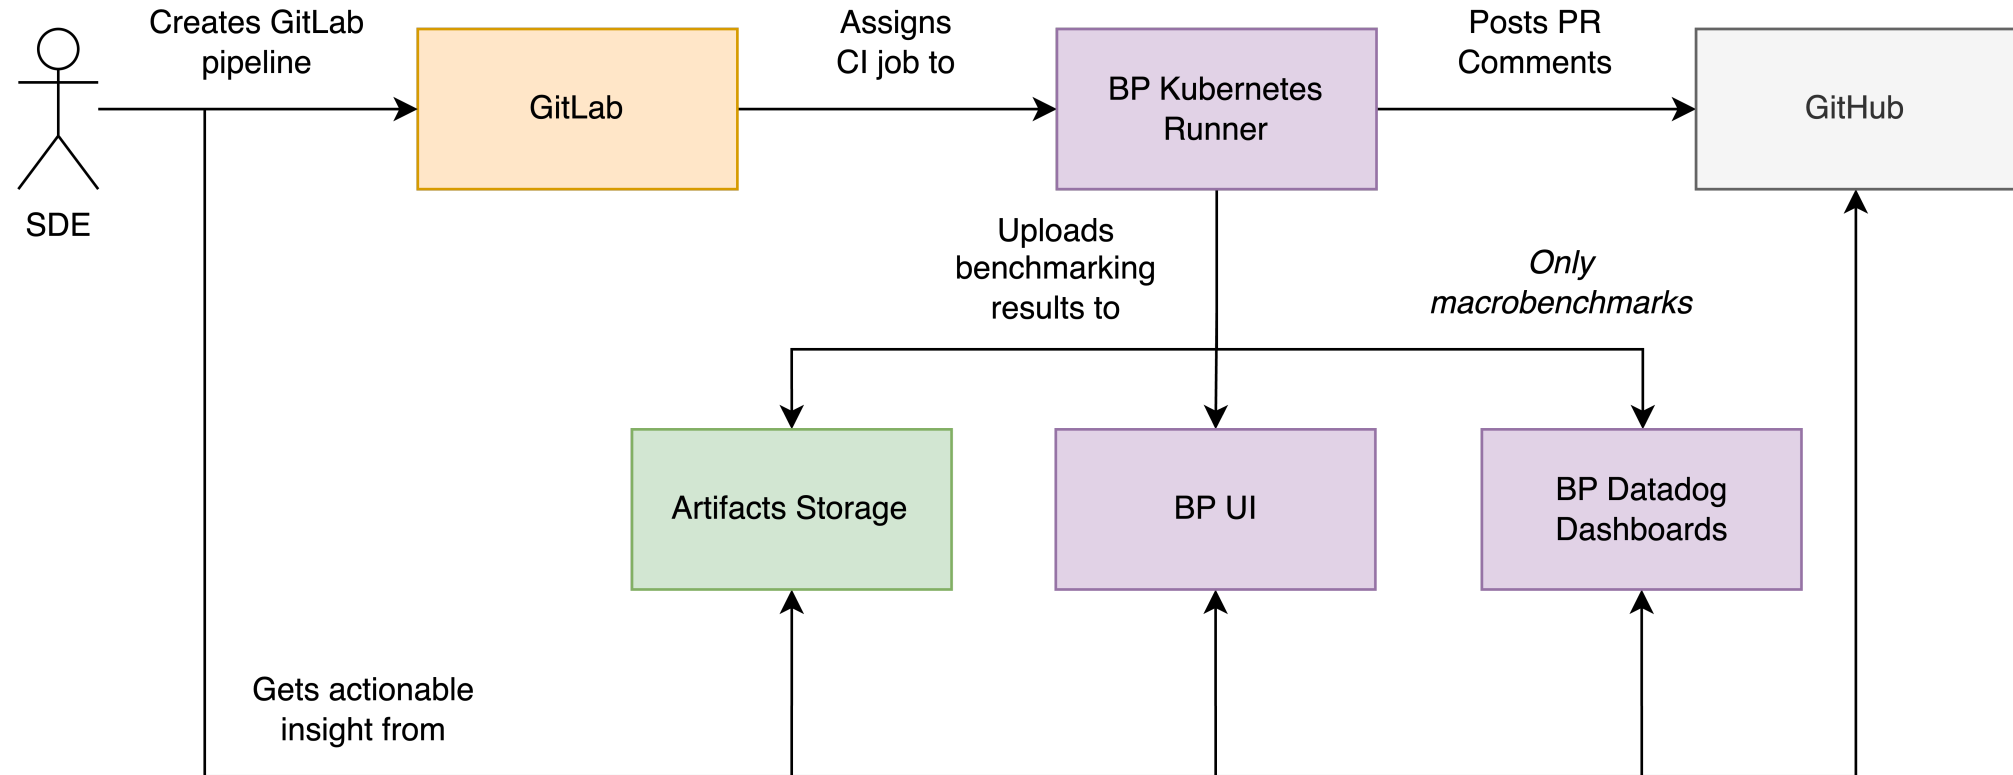 Creates GitLab
pipeline
Assigns
CI job to
Posts PR
Comments
SDE
GitLab
BP Kubernetes
Runner
GitHub
Uploads
benchmarking
results to
Only
macrobenchmarks
Artifacts Storage
BP UI
BP Datadog
Dashboards
Gets actionable
insight from